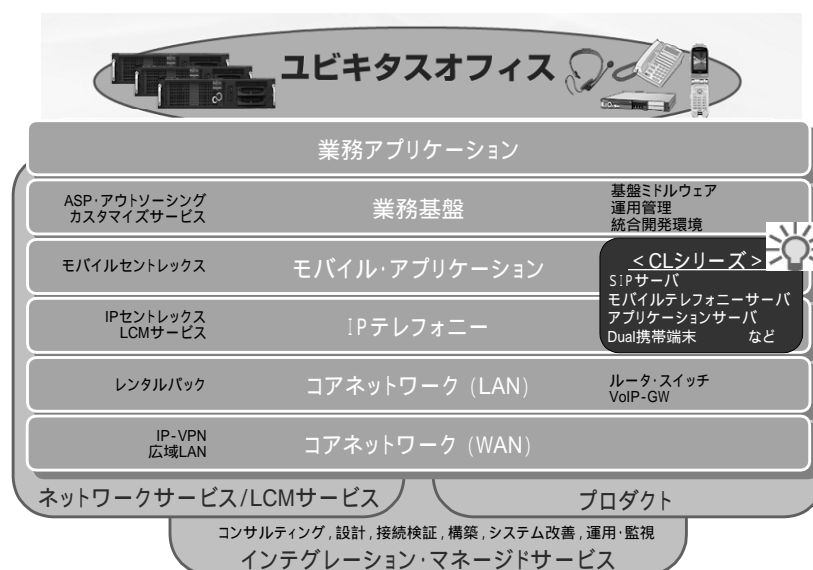 ユビキタスオフィス
業務アプリケーション
ASP･アウトソーシング
カスタマイズサービス
業務基盤
基盤ミドルウェア
運用管理
統合開発環境
モバイルセントレックス
モバイル･アプリケーション
＜CLシリーズ＞
SIPサーバ
モバイルテレフォニーサーバ
アプリケーションサーバ
Dual携帯端末 など
IPセントレックス
LCMサービス
IPテレフォニー
レンタルパック
コアネットワーク (LAN)
ルータ･スイッチ
VoIP-GW
IP-VPN
広域LAN
コアネットワーク (WAN)
ネットワークサービス/LCMサービス
プロダクト
コンサルティング , 設計 , 接続検証 , 構築 , システム改善 , 運用･監視
インテグレーション･マネージドサービス